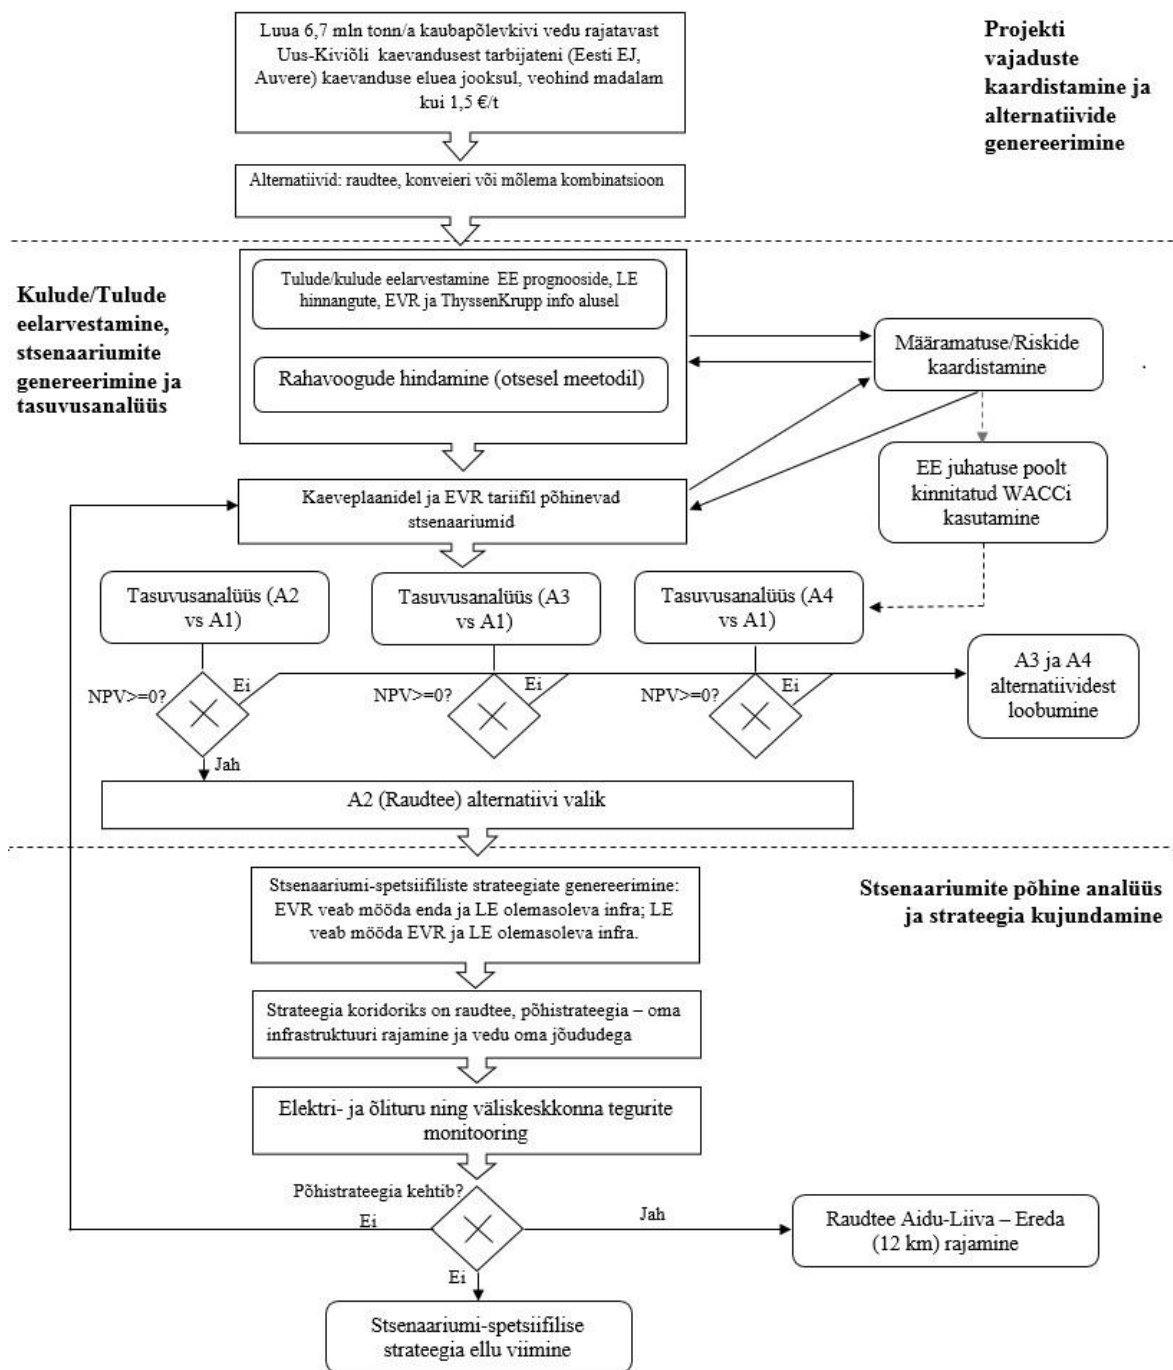 Luua 6,7 mln tonn/a kaubapõlevkivi vedu rajatavast
Uus-Kiviõli kaevandusest tarbijateni (Eesti EJ,
Auvere) kaevanduse eluea jooksul, veohind madalam
kui 1,5 €/t
Projekti
vajaduste
kaardistamine ja
alternatiivide
genereerimine
Alternatiivid: raudtee, konveieri või mõlema kombinatsioon
Kulude/Tulude
eelarvestamine,
stsenaariumite
genereerimine ja
tasuvusanalüüs
Tulude/kulude eelarvestamine EE prognooside, LE
hinnangute, EVR ja ThyssenKrupp info alusel
Rahavoogude hindamine (otsesel meetodil)
Määramatuse/Riskide
kaardistamine
EE juhatuse poolt
kinnitatud WACCi
kasutamine
Kaeveplaanidel ja EVR tariifil põhinevad
stsenaariumid
Tasuvusanalüüs (A2
vs A1)
Tasuvusanalüüs (A3
vs A1)
Tasuvusanalüüs (A4
vs A1)
NPV>=0?
Ei
NPV>=0?
Ei
NPV>=0?
Ei
A3 ja A4
alternatiividest
loobumine
Jah
A2 (Raudtee) alternatiivi valik
Stsenaariumite põhine analüüs
ja strateegia kujundamine
Stsenaariumi-spetsiifiliste strateegiate genereerimine:
EVR veab mööda enda ja LE olemasoleva infra; LE
veab mööda EVR ja LE olemasoleva infra.
Strateegia koridoriks on raudtee, põhistrateegia – oma
infrastruktuuri rajamine ja vedu oma jõududega
Elektri- ja õlituru ning väliskeskkonna tegurite
monitooring
Põhistrateegia kehtib?
Ei
Jah
Raudtee Aidu-Liiva – Ereda
(12 km) rajamine
Ei
Stsenaariumi-spetsiifilise
strateegia ellu viimine